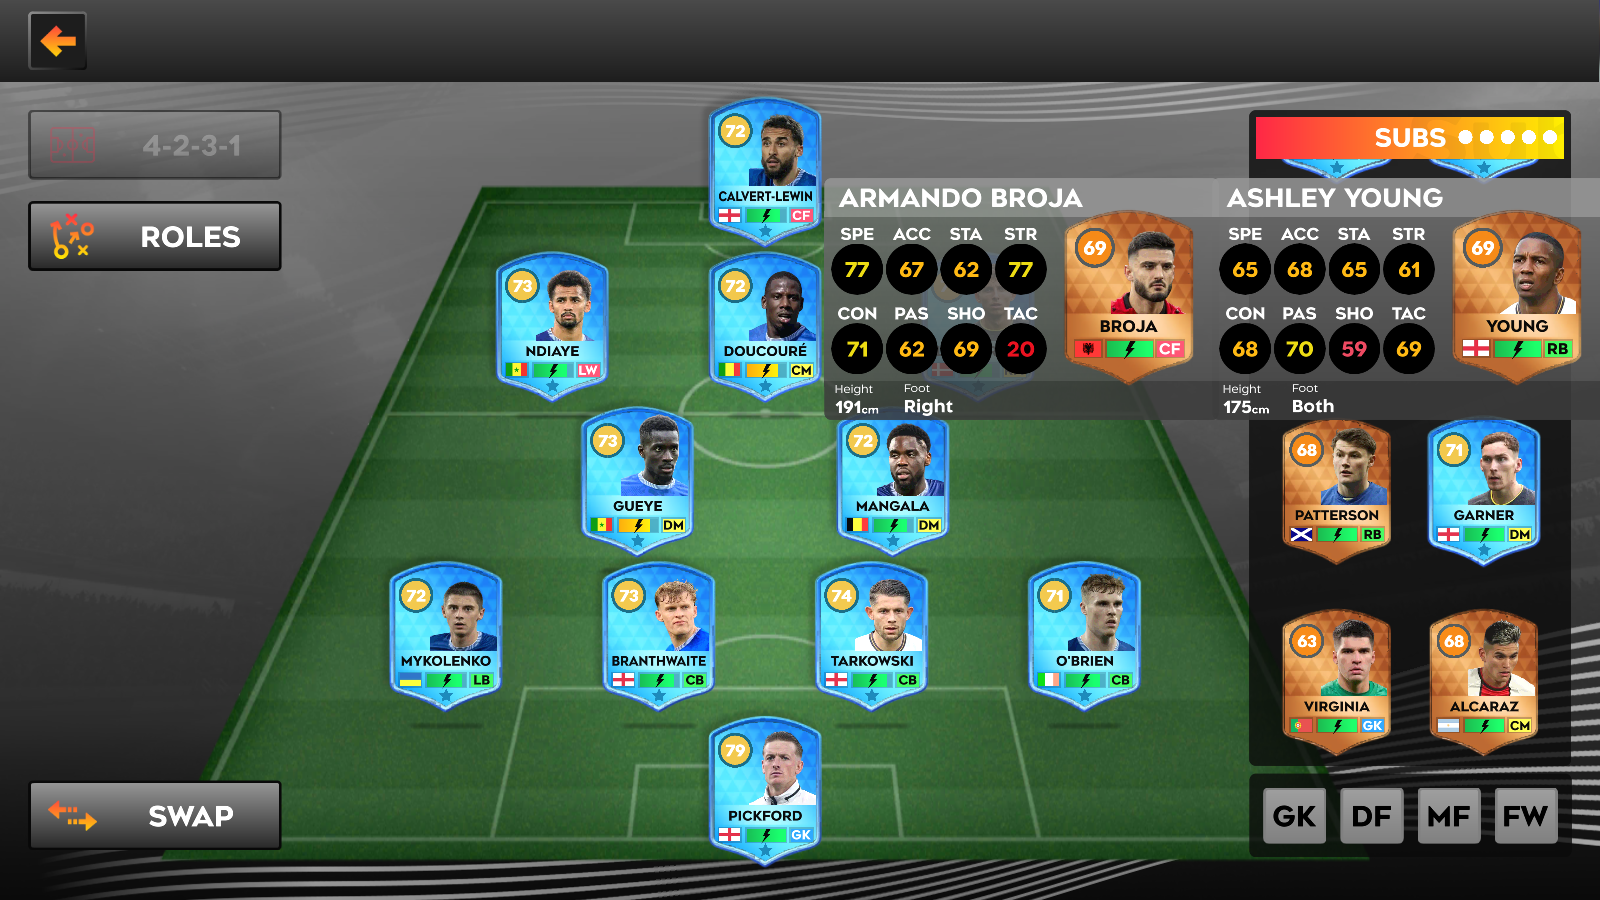 4-2-3-1
ROLES
SWAP
72
CALVERT-LEWIN
CF
73
NDIAYE
LW
72
DOUCOURÉ
CM
73
GUEYE
DM
72
MANGALA
DM
72
MYKOLENKO
LB
73
BRANTHWAITE
CB
74
TARKOWSKI
CB
71
O'BRIEN
CB
79
PICKFORD
GK
SUBS
ARMANDO BROJA
SPE ACC STA STR
77 67 62 77
CON PAS SHO TAC
71 62 69 20
Height Foot
191cm Right
69
BROJA
CF
ASHLEY YOUNG
SPE ACC STA STR
65 68 65 61
CON PAS SHO TAC
68 70 59 69
Height Foot
175cm Both
69
YOUNG
RB
68
PATTERSON
RB
71
GARNER
DM
63
VIRGINIA
GK
68
ALCARAZ
CM
GK DF MF FW